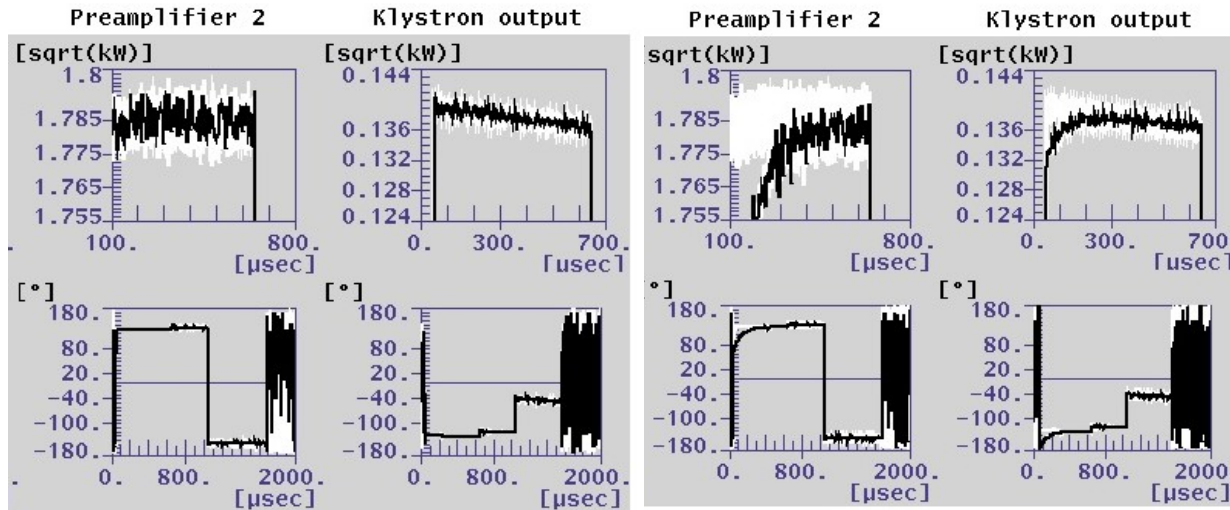 Preamplifier 2 Klystron output Preamplifier 2 Klystron output
[sqrt(kW)] [sqrt(kW)] sqrt(kW)] [sqrt(kW)]
1.8 0.144 1.8 0.144
1.785 0.136 1.785 0.136
1.775 0.132 1.775 0.132
1.765 0.128 1.765 0.128
1.755 0.124 1.755 0.124
100. 800. 0. 300. 700. 100. 800. 0. 300. 700.
[µsec] [µsec] [µsec] [µsec]
[°] [°] °] [°]
180. 180. 180. 180.
80. 80. 80. 80.
20. 20. 20. 20.
-40. -40. -40. -40.
-100. -100. -100. -100.
-180. -180. -180. -180.
0. 800. 2000. 0. 800. 2000. 0. 800. 2000. 0. 800. 2000.
[µsec] [µsec] [µsec] [µsec]